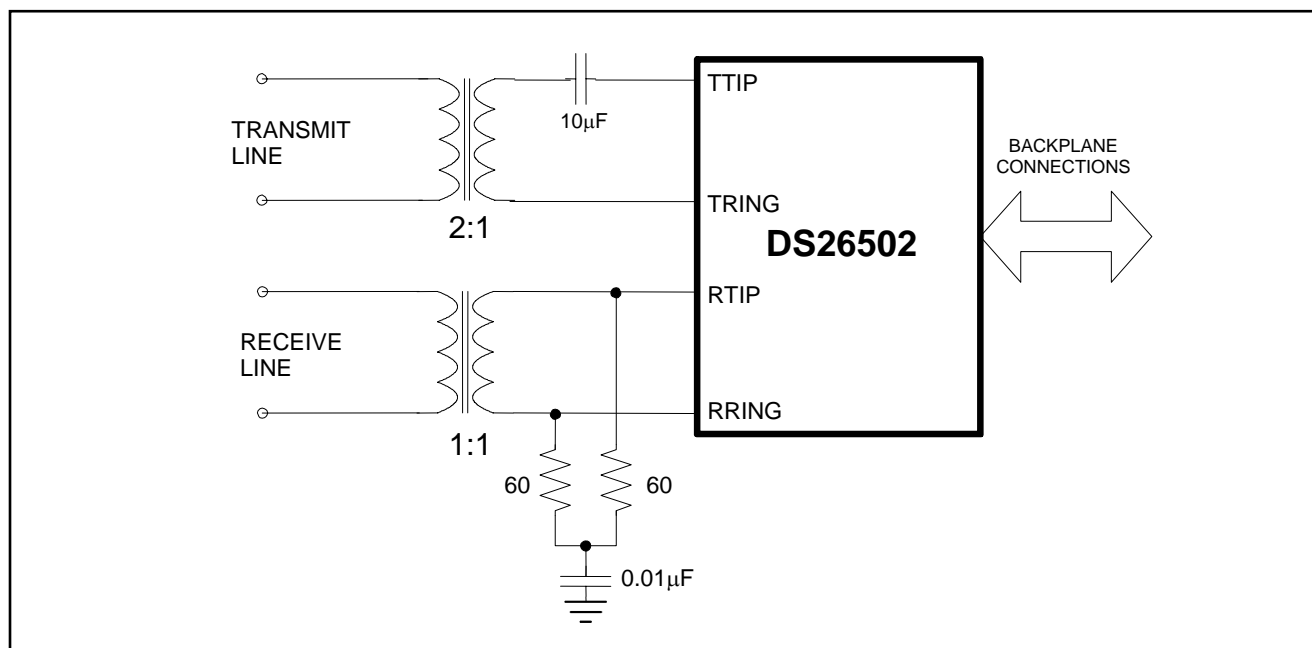 TTIP
10µF
TRANSMIT
LINE
BACKPLANE
CONNECTIONS
TRING
2:1
DS26502
RTIP
RECEIVE
LINE
RRING
1:1
60
60
0.01µF